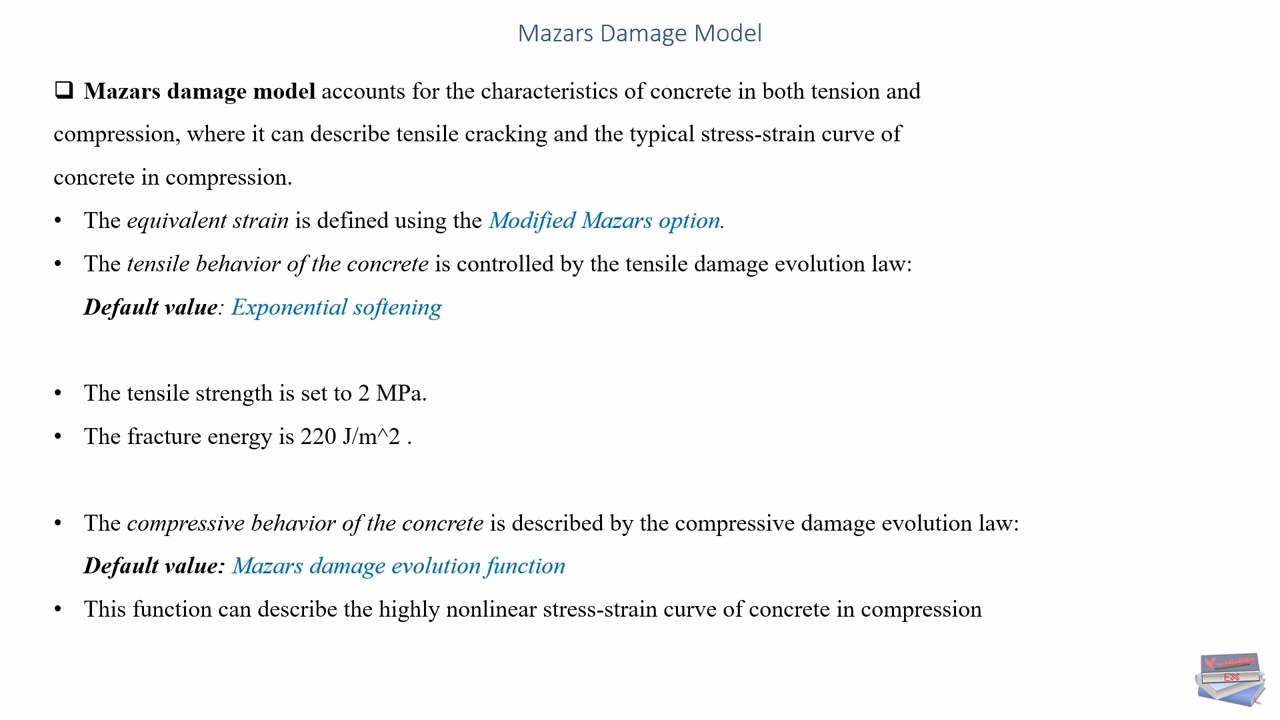 Mazars Damage Model
❑ Mazars damage model accounts for the characteristics of concrete in both tension and
compression, where it can describe tensile cracking and the typical stress-strain curve of
concrete in compression.
• The equivalent strain is defined using the Modified Mazars option.
• The tensile behavior of the concrete is controlled by the tensile damage evolution law:
Default value: Exponential softening
• The tensile strength is set to 2 MPa.
• The fracture energy is 220 J/m^2 .
• The compressive behavior of the concrete is described by the compressive damage evolution law:
Default value: Mazars damage evolution function
• This function can describe the highly nonlinear stress-strain curve of concrete in compression